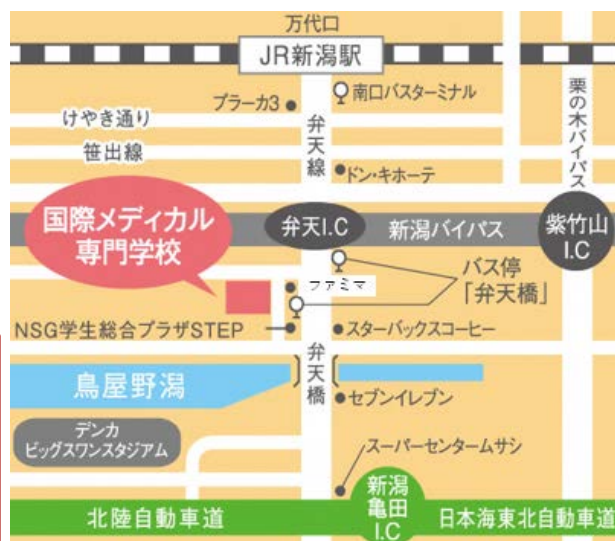 万代口
JR新潟駅
プラーカ3
南口バスターミナル
けやき通り
笹出線
弁天線
ドン・キホーテ
栗の木バイパス
国際メディカル
専門学校
弁天I.C
新潟バイパス
紫竹山
I.C
バス停
「弁天橋」
ファミマ
NSG学生総合プラザSTEP
スターバックスコーヒー
鳥屋野潟
弁天橋
セブンイレブン
デンカ
ビッグスワンスタジアム
スーパーセンタームサシ
新潟
亀田
I.C
北陸自動車道
日本海東北自動車道